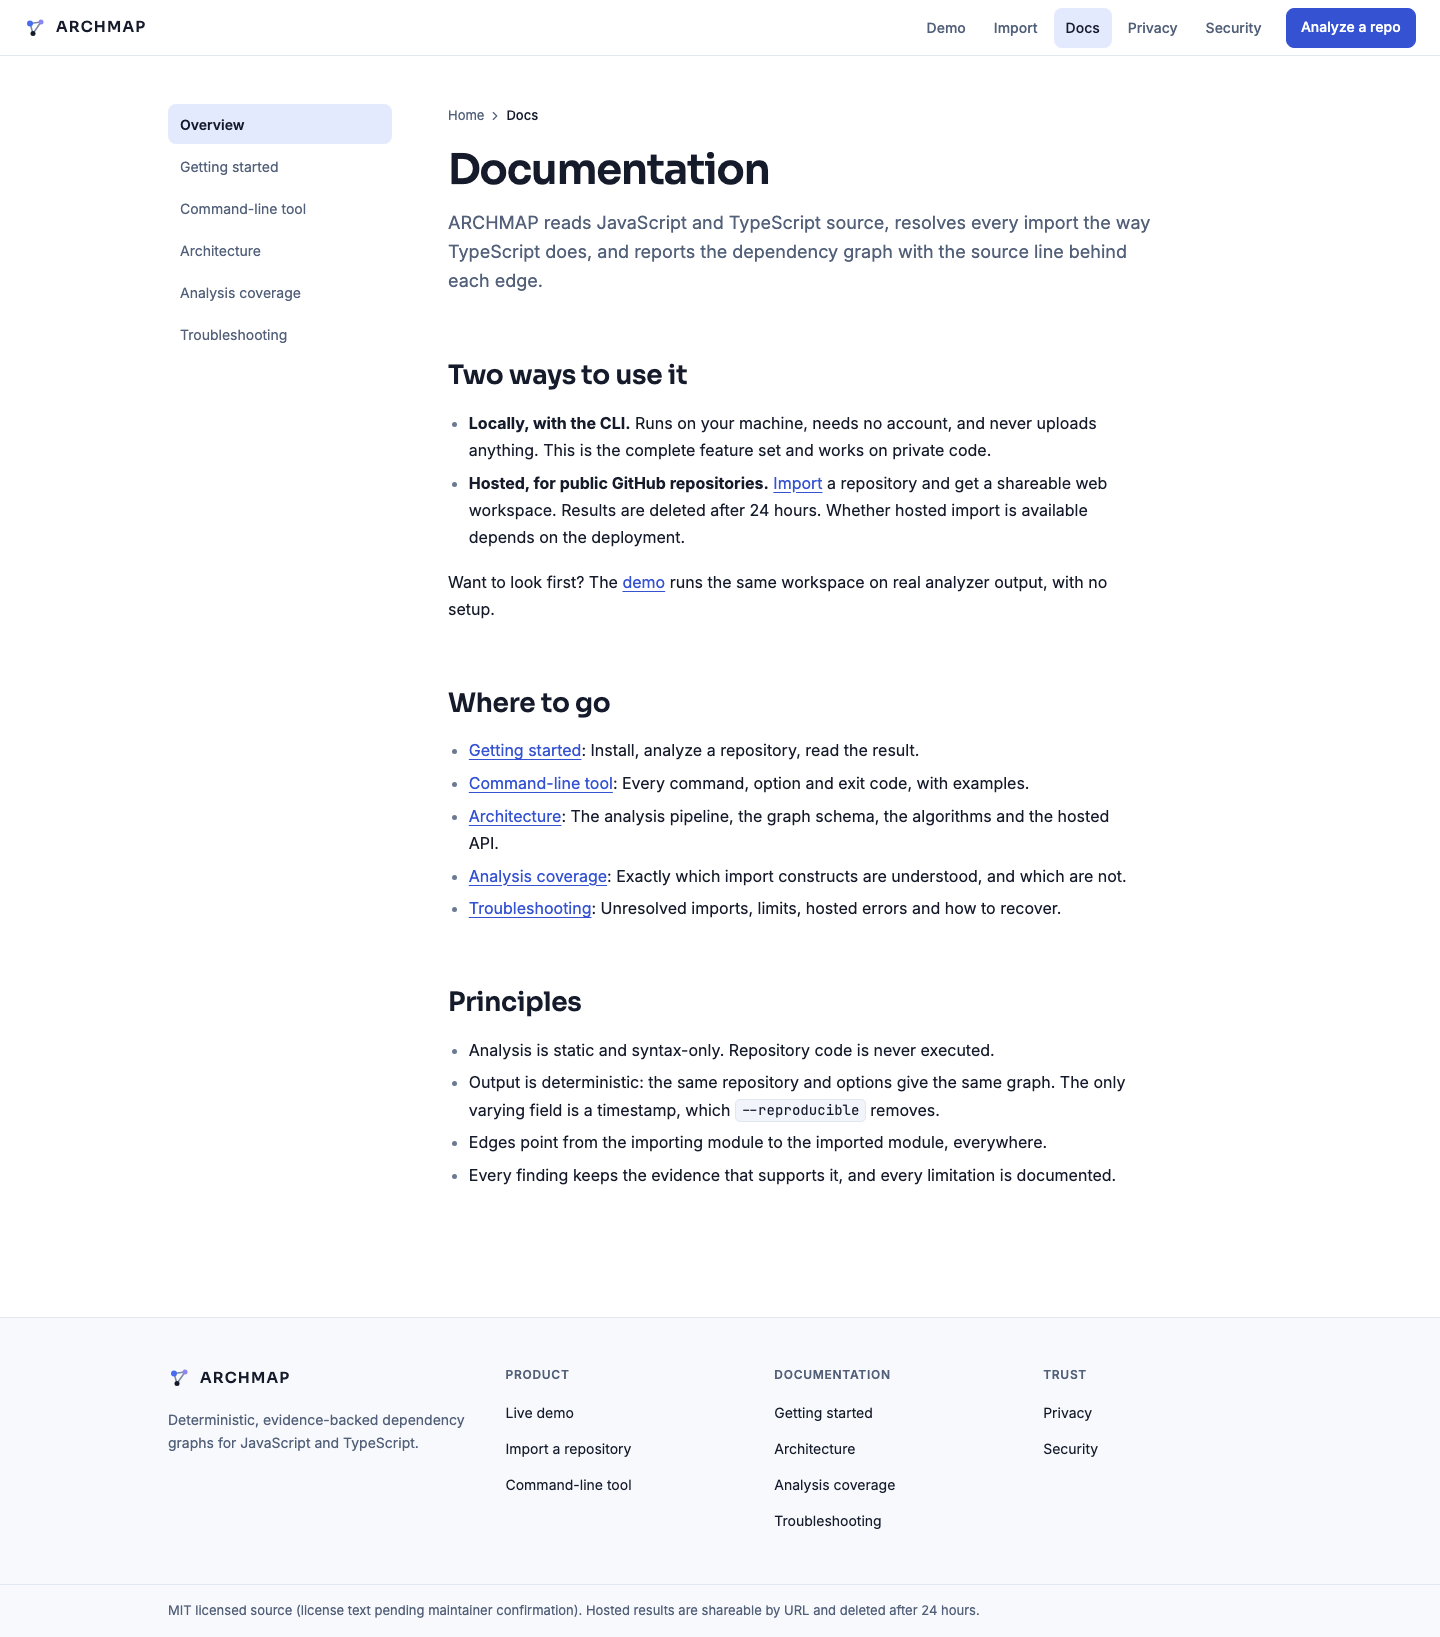 ARCHMAP
Demo
Import
Docs
Privacy
Security
Analyze a repo
Overview
Getting started
Command-line tool
Architecture
Analysis coverage
Troubleshooting
Home > Docs
Documentation
ARCHMAP reads JavaScript and TypeScript source, resolves every import the way
TypeScript does, and reports the dependency graph with the source line behind
each edge.
Two ways to use it
• Locally, with the CLI. Runs on your machine, needs no account, and never uploads
anything. This is the complete feature set and works on private code.
• Hosted, for public GitHub repositories. Import a repository and get a shareable web
workspace. Results are deleted after 24 hours. Whether hosted import is available
depends on the deployment.
Want to look first? The demo runs the same workspace on real analyzer output, with no
setup.
Where to go
• Getting started: Install, analyze a repository, read the result.
• Command-line tool: Every command, option and exit code, with examples.
• Architecture: The analysis pipeline, the graph schema, the algorithms and the hosted
API.
• Analysis coverage: Exactly which import constructs are understood, and which are not.
• Troubleshooting: Unresolved imports, limits, hosted errors and how to recover.
Principles
• Analysis is static and syntax-only. Repository code is never executed.
• Output is deterministic: the same repository and options give the same graph. The only
varying field is a timestamp, which --reproducible removes.
• Edges point from the importing module to the imported module, everywhere.
• Every finding keeps the evidence that supports it, and every limitation is documented.
ARCHMAP
Deterministic, evidence-backed dependency
graphs for JavaScript and TypeScript.
PRODUCT
Live demo
Import a repository
Command-line tool
DOCUMENTATION
Getting started
Architecture
Analysis coverage
Troubleshooting
TRUST
Privacy
Security
MIT licensed source (license text pending maintainer confirmation). Hosted results are shareable by URL and deleted after 24 hours.